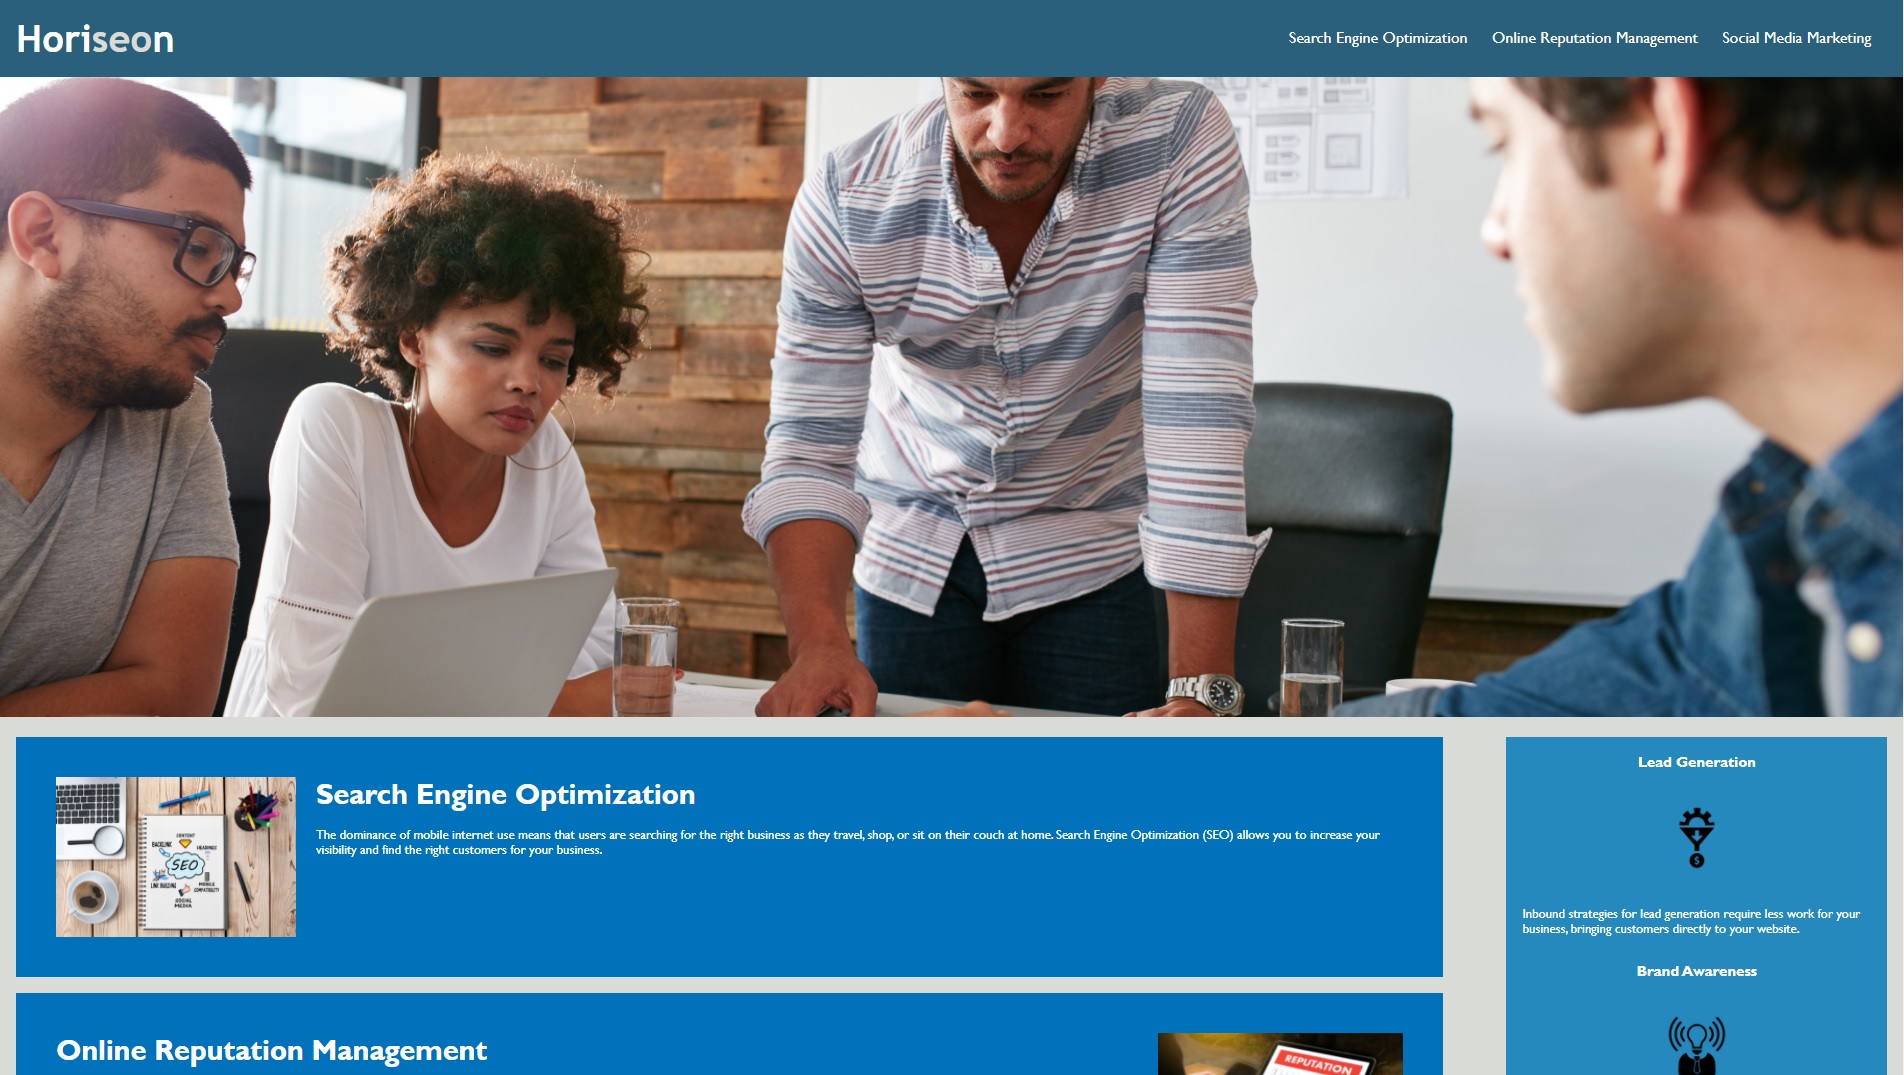 Horiseon
Search Engine Optimization
Online Reputation Management
Social Media Marketing
Search Engine Optimization
The dominance of mobile internet use means that users are searching for the right business as they travel, shop, or sit on their couch at home. Search Engine Optimization (SEO) allows you to increase your
visibility and find the right customers for your business.
CONTENT
BACKLINK
HEADINGS
SEO
LINK BUILDING
MOBILE
COMPATIBILITY
SOCIAL
MEDIA
Lead Generation
$
Inbound strategies for lead generation require less work for your
business, bringing customers directly to your website.
Brand Awareness
Online Reputation Management
REPUTATION